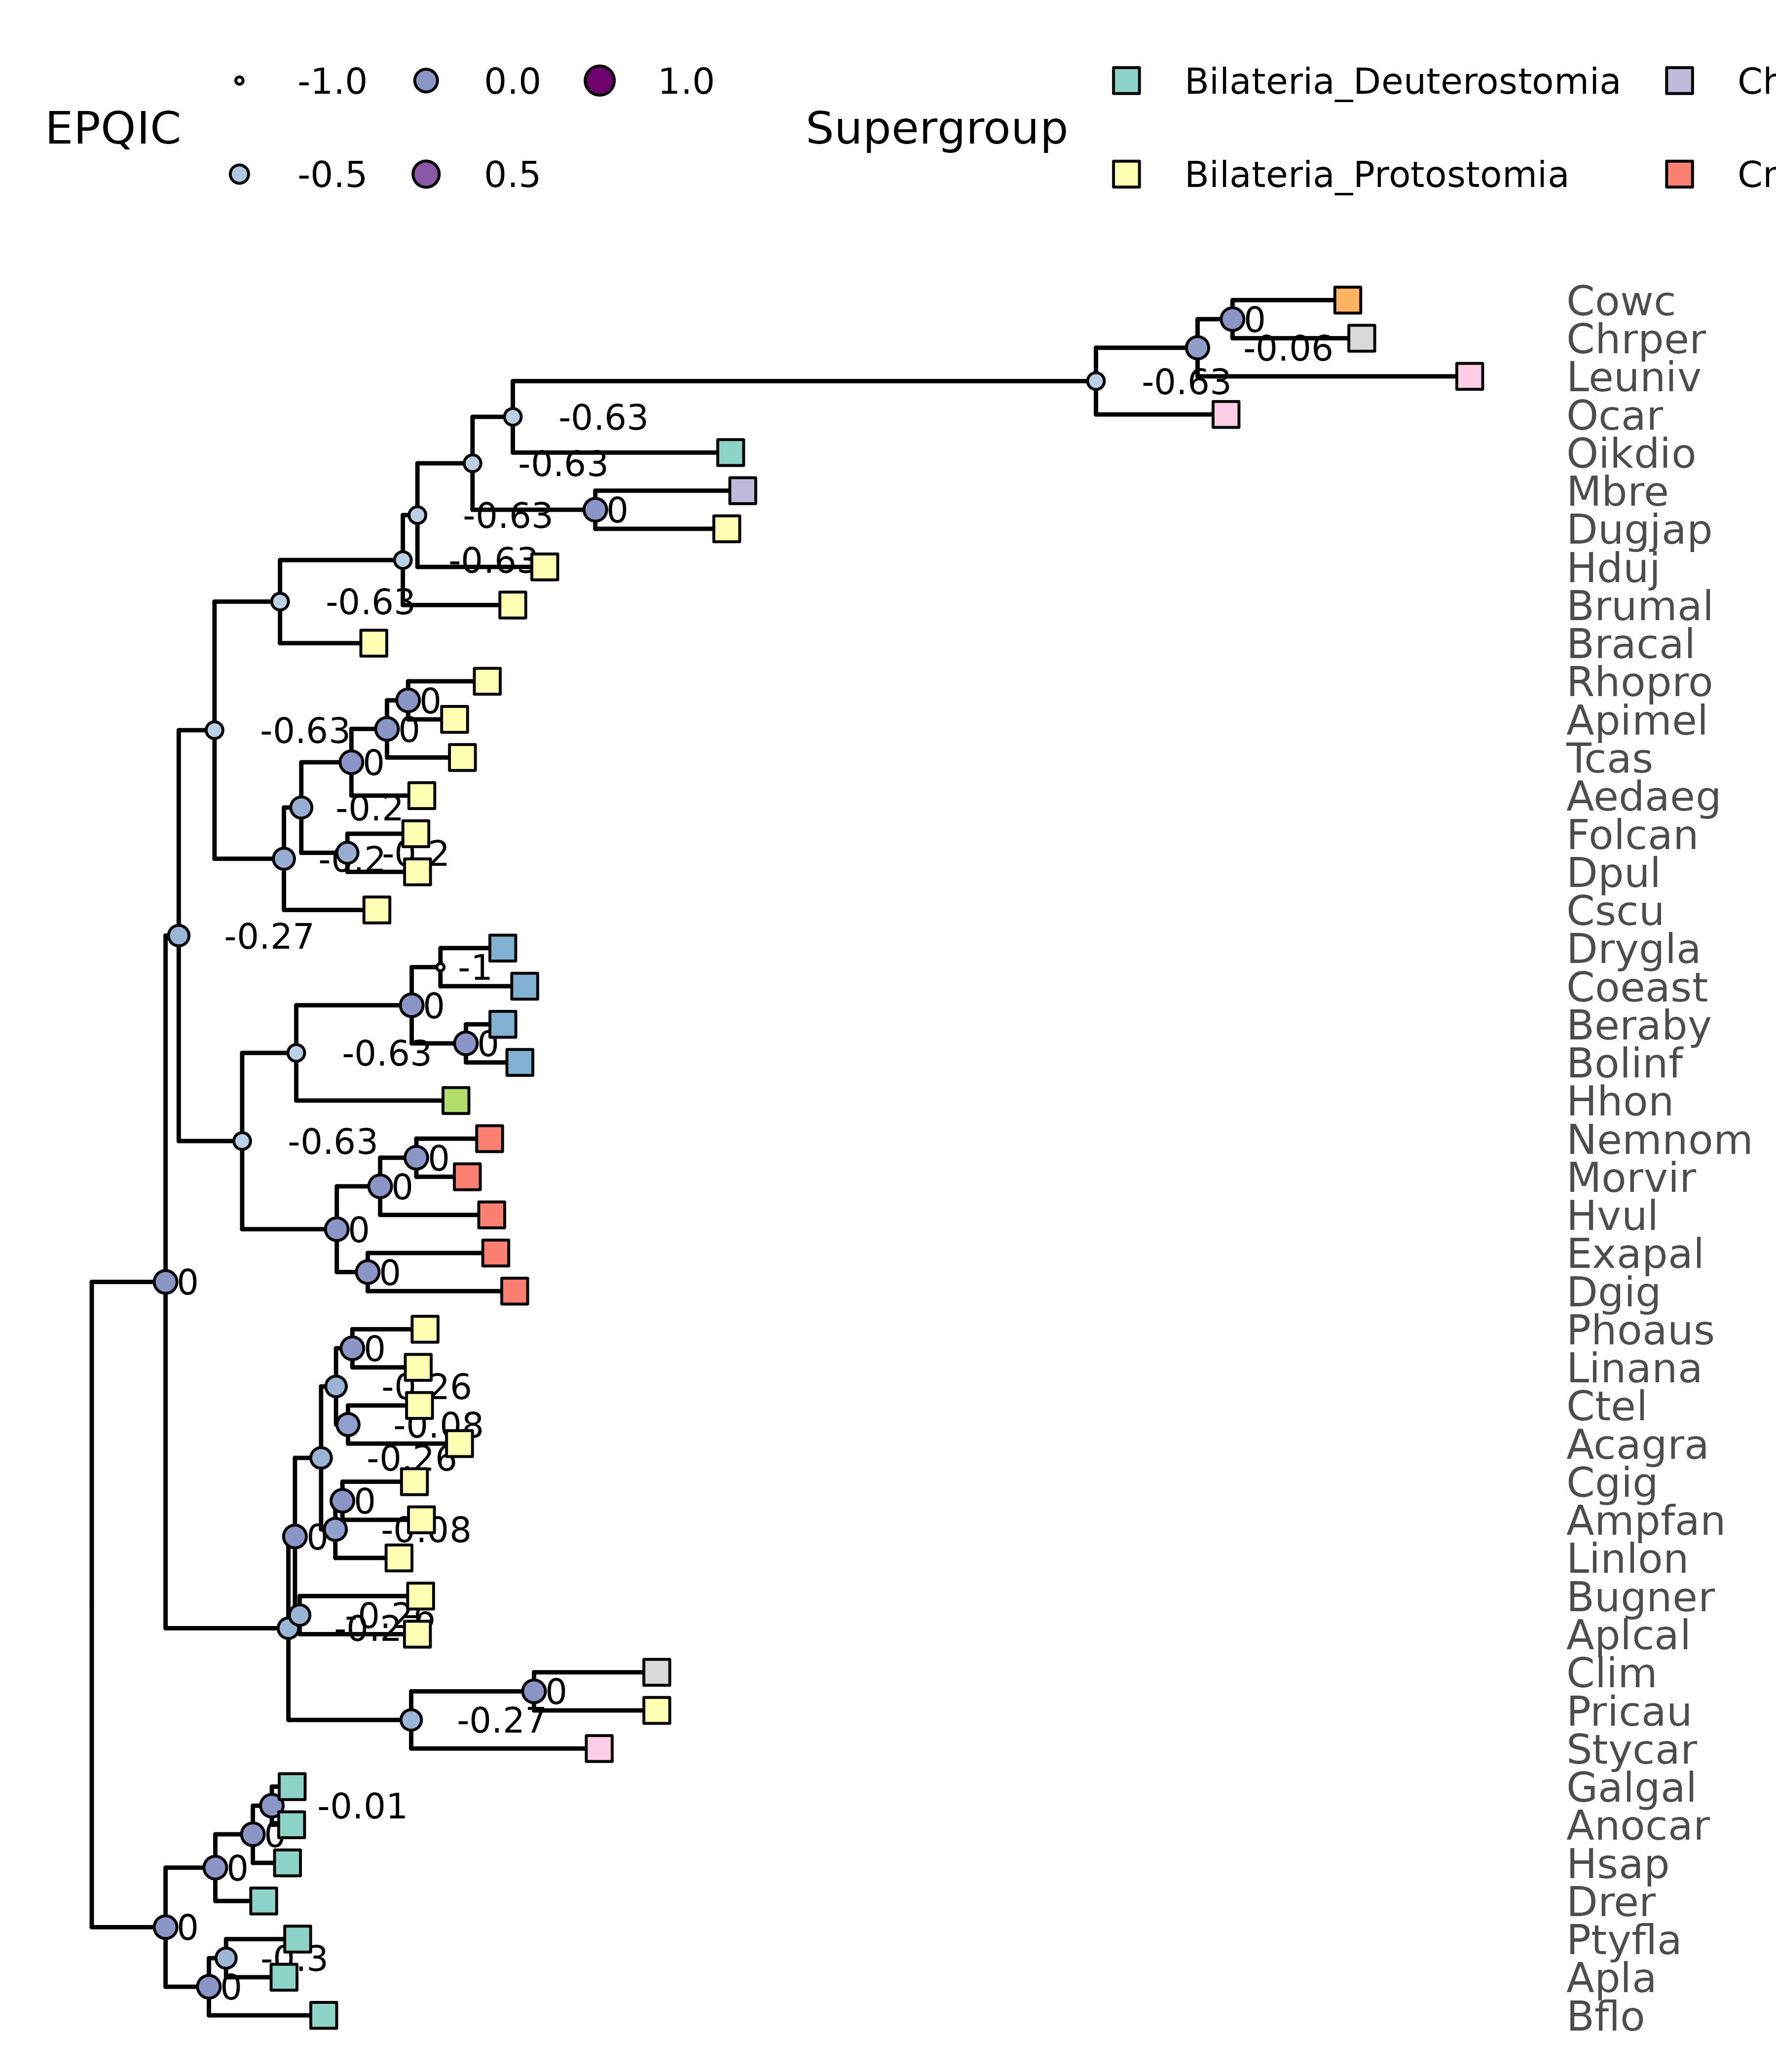 EPQIC
-1.0 0.0 1.0
-0.5 0.5
Supergroup
Bilateria_Deuterostomia Ch
Bilateria_Protostomia Cr
Cowc
0
Chrper
-0.06
Leuniv
-0.63
Ocar
-0.63
Oikdio
-0.63
Mbre
0
-0.63
Dugjap
-0.63
Hduj
-0.63
Brumal
Bracal
Rhopro
0
Apimel
0
-0.63
Tcas
0
Aedaeg
-0.2
Folcan
-0.2
-0.2
Dpul
Cscu
-0.27
Drygla
-1
Coeast
0
Beraby
0
-0.63
Bolinf
Hhon
Nemnom
-0.63
0
Morvir
0
Hvul
0
Exapal
0
Dgig
0
Phoaus
0
Linana
-0.26
Ctel
-0.08
Acagra
-0.26
Cgig
0
Ampfan
-0.08
0
Linlon
Bugner
Aplcal
Clim
0
Pricau
-0.27
Stycar
Galgal
-0.01
Anocar
0
Hsap
0
Drer
0
Ptyfla
-0.3
Apla
0
Bflo